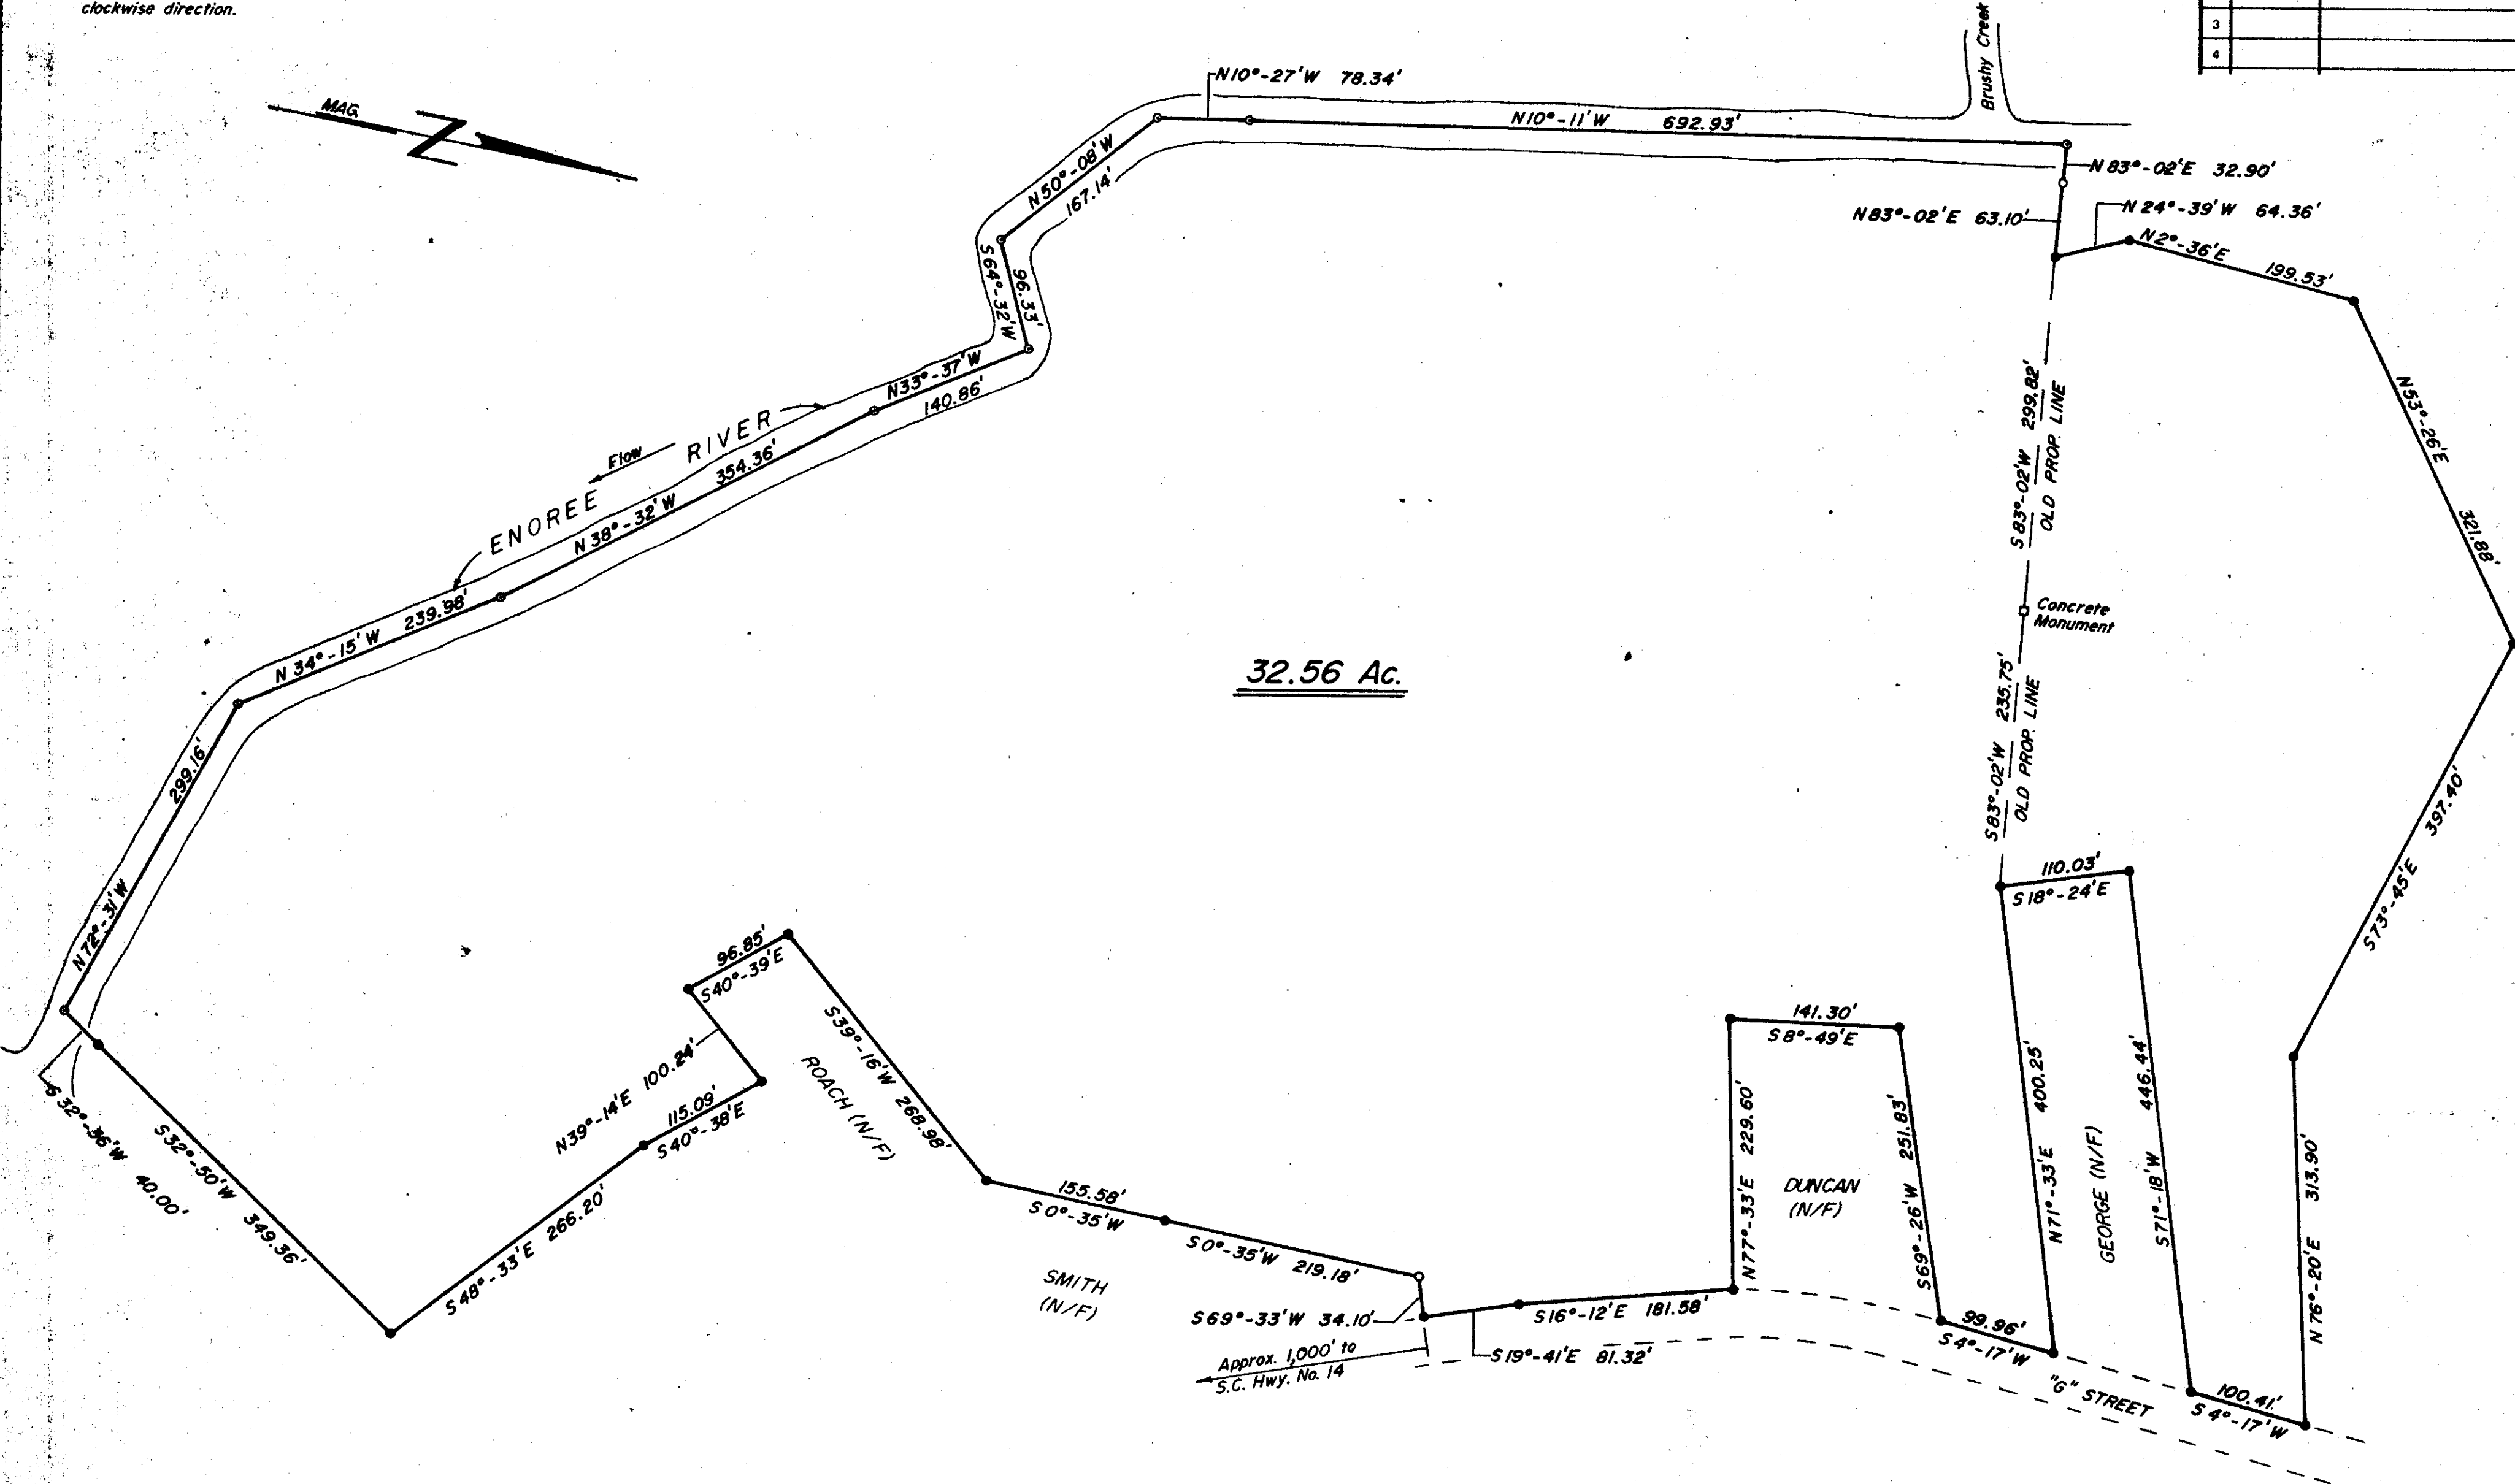 clockwise direction.
3
4
MAG.
N10°-27'W 78.34'
Brushy Creek
N10°-11'W 692.93'
N83°-02'E 32.90'
N50°-08'W
167.14'
N83°-02'E 63.10'
N24°-39'W 64.36'
N2°-36'E 199.53'
S64°-32'W
96.33'
N33°-37'W
140.86'
N53°-26'E 321.88'
S83°-02'W 299.82'
OLD PROP. LINE
ENOREE RIVER
Flow
N38°-32'W 354.36'
N34°-15'W 239.98'
Concrete
Monument
32.56 Ac.
S83°-02'W 235.75'
OLD PROP. LINE
N72°-31'W 299.16'
S73°-45'E 397.40'
110.03'
S18°-24'E
96.85'
S40°-39'E
S39°-16'W 268.98'
ROACH (N/F)
N39°-14'E 100.24'
115.09'
S40°-38'E
141.30'
S8°-49'E
S32°-36'W 40.00'
S32°-50'W 349.36'
S48°-33'E 266.20'
N77°-33'E 229.60'
DUNCAN
(N/F)
S69°-26'W 251.83'
N71°-33'E 400.25'
GEORGE (N/F)
S71°-18'W 446.44'
N76°-20'E 313.90'
155.58'
S0°-35'W
S0°-35'W 219.18'
SMITH
(N/F)
S69°-33'W 34.10'
S16°-12'E 181.58'
S19°-41'E 81.32'
Approx. 1,000' to
S.C. Hwy. No. 14
99.96'
S4°-17'W
"G" STREET
100.41'
S4°-17'W